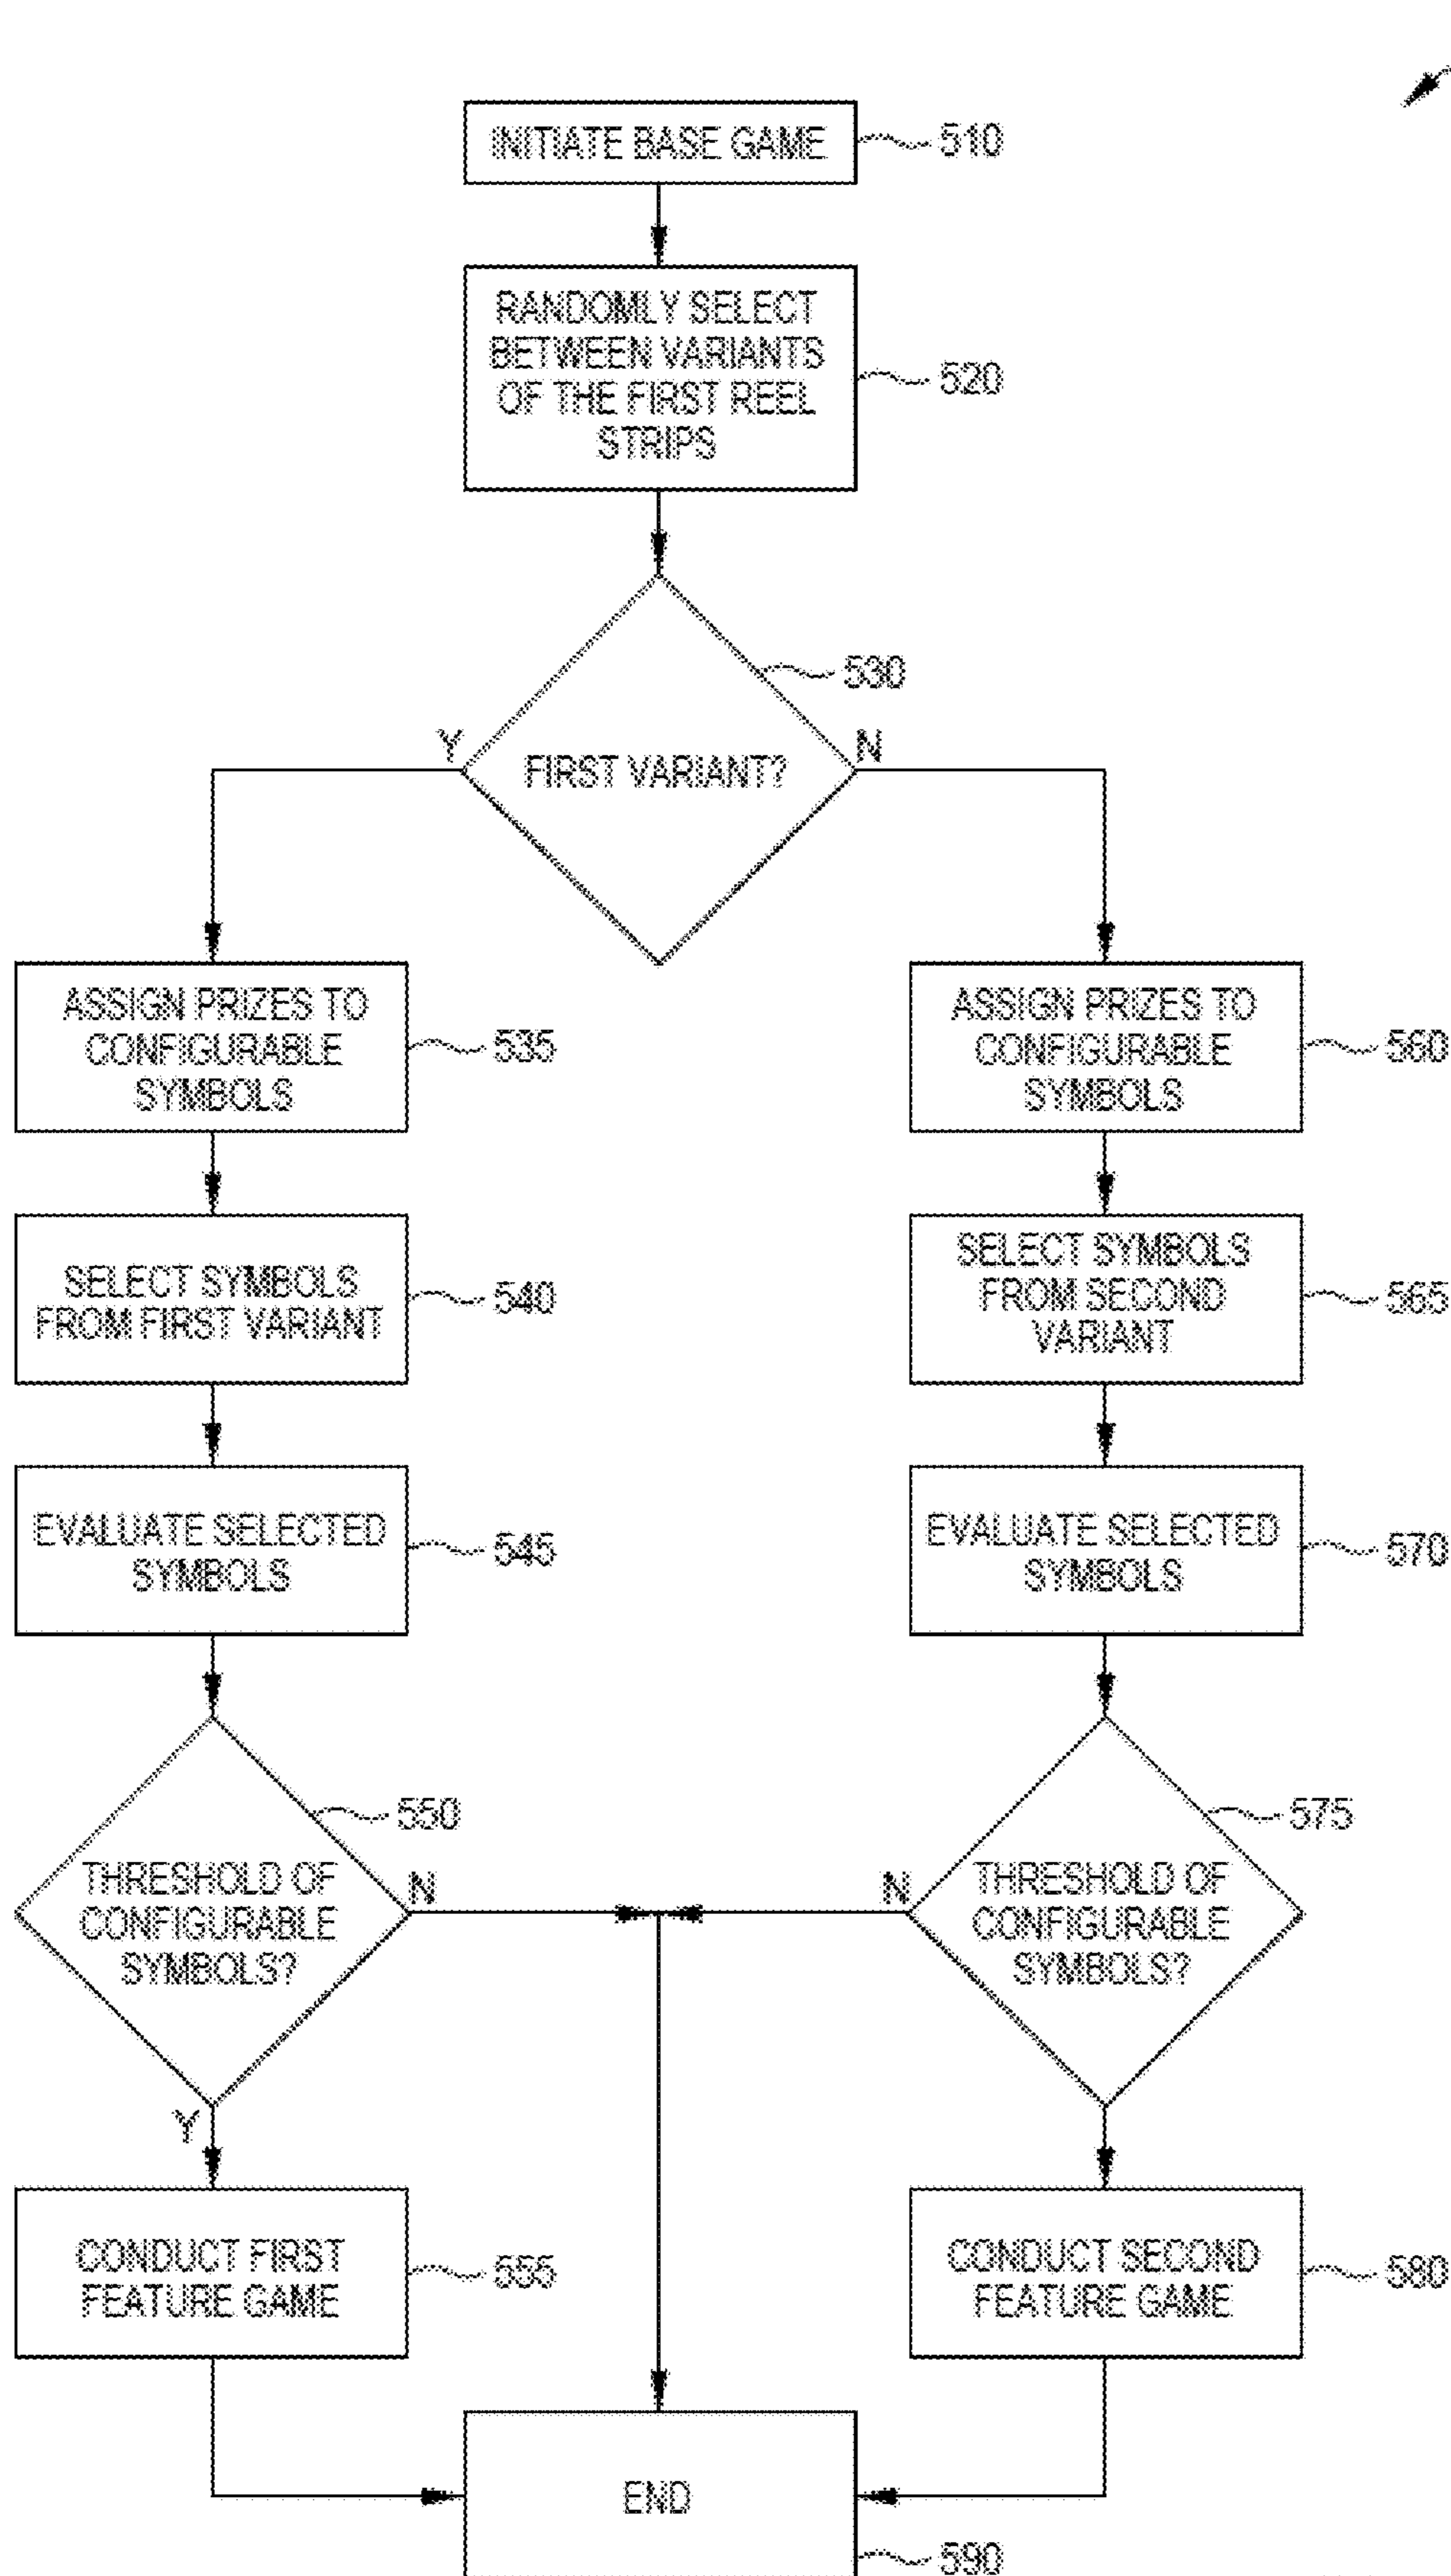 INITIATE BASE GAME
510
RANDOMLY SELECT
BETWEEN VARIANTS
OF THE FIRST REEL
STRIPS
520
530
Y
FIRST VARIANT?
N
ASSIGN PRIZES TO
CONFIGURABLE
SYMBOLS
535
ASSIGN PRIZES TO
CONFIGURABLE
SYMBOLS
560
SELECT SYMBOLS
FROM FIRST VARIANT
540
SELECT SYMBOLS
FROM SECOND
VARIANT
565
EVALUATE SELECTED
SYMBOLS
545
EVALUATE SELECTED
SYMBOLS
570
550
THRESHOLD OF
CONFIGURABLE
SYMBOLS?
N
Y
575
N
THRESHOLD OF
CONFIGURABLE
SYMBOLS?
CONDUCT FIRST
FEATURE GAME
555
CONDUCT SECOND
FEATURE GAME
580
END
590